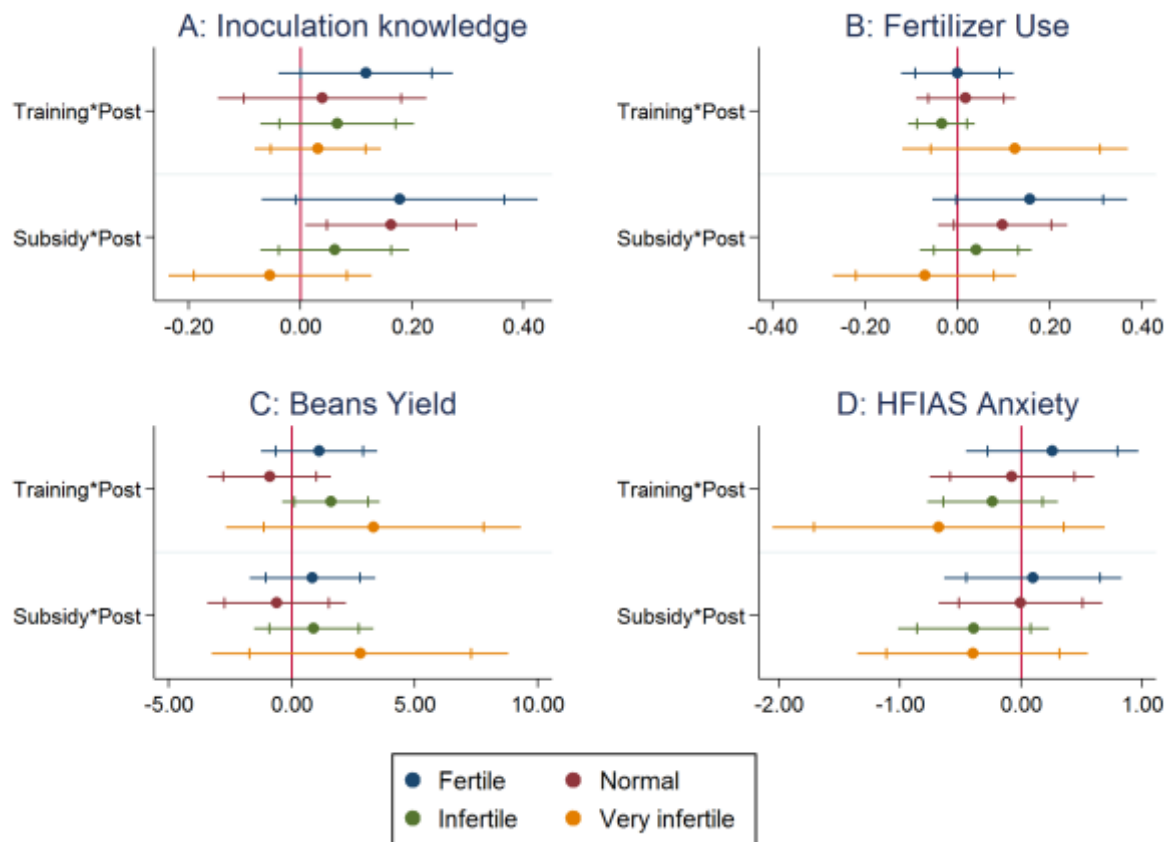 A: Inoculation knowledge
Training*Post
Subsidy*Post
-0.20 0.00 0.20 0.40
B: Fertilizer Use
Training*Post
Subsidy*Post
-0.40 -0.20 0.00 0.20 0.40
C: Beans Yield
Training*Post
Subsidy*Post
-5.00 0.00 5.00 10.00
D: HFIAS Anxiety
Training*Post
Subsidy*Post
-2.00 -1.00 0.00 1.00
Fertile Normal
Infertile Very infertile